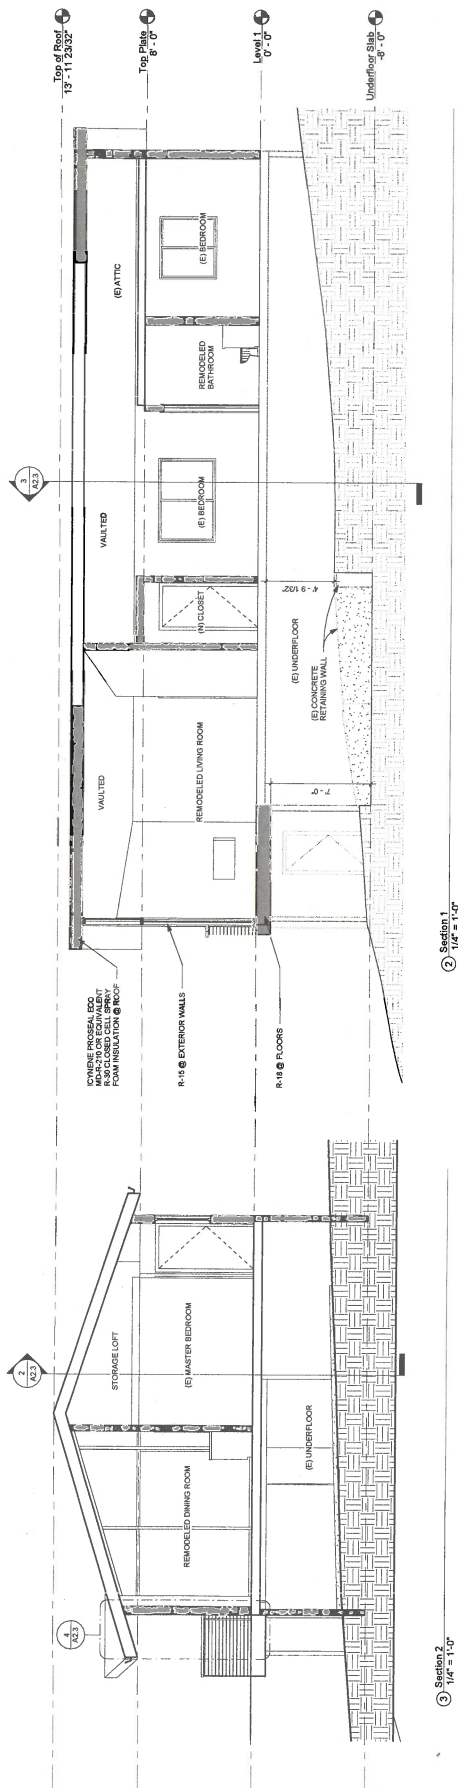 Top of Roof
13' - 11 23/32"
Top Plate
8' - 0"
Level 1
0' - 0"
Underfloor Slab
-8' - 0"
3
A2.3
VAULTED
(E) ATTIC
VAULTED
REMODELED LIVING ROOM
(N) CLOSET
(E) BEDROOM
REMODELED
BATHROOM
(E) BEDROOM
ICYNENE PROSEAL ECO
MD-R-210 OR EQUIVALENT
R-30 CLOSED CELL SPRAY
FOAM INSULATION @ ROOF
R-15 @ EXTERIOR WALLS
R-18 @ FLOORS
7' - 0"
(E) UNDERFLOOR
(E) CONCRETE
RETAINING WALL
4' - 9 1/32"
2 Section 1
1/4" = 1'-0"
2
A2.3
4
A2.3
STORAGE LOFT
REMODELED DINING ROOM
(E) MASTER BEDROOM
(E) UNDERFLOOR
3 Section 2
1/4" = 1'-0"